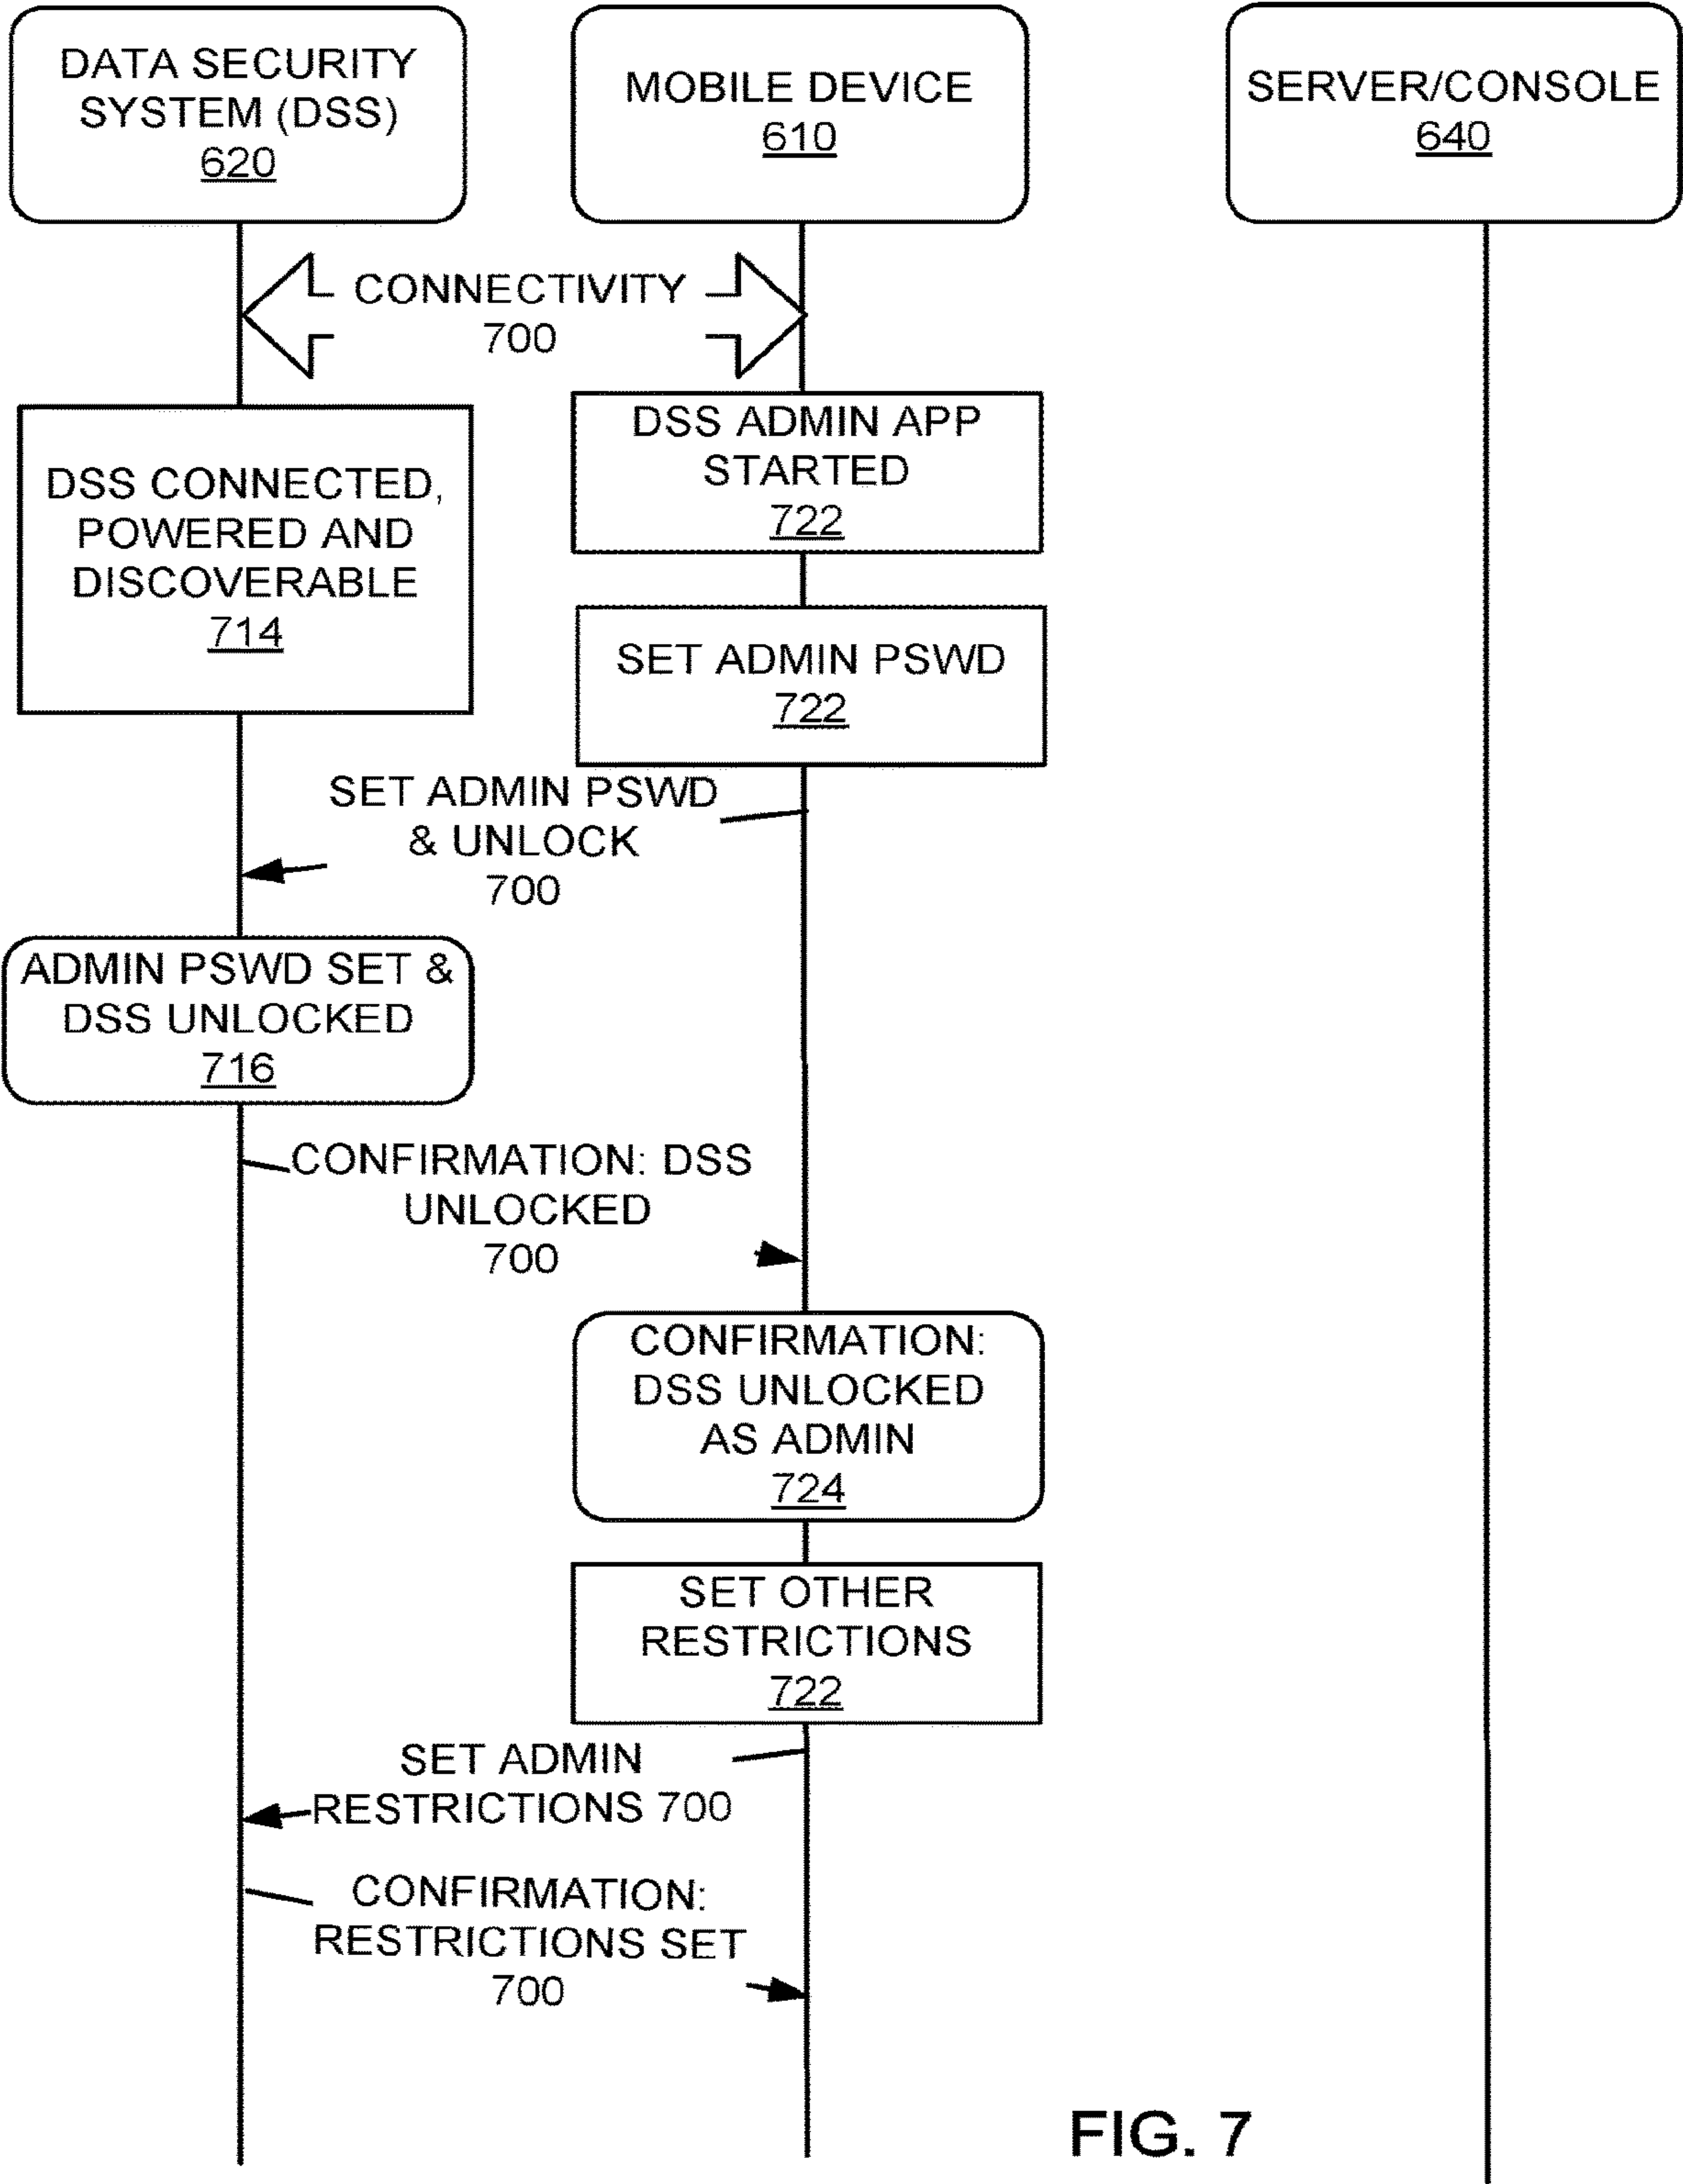 DATA SECURITY
SYSTEM (DSS)
620
MOBILE DEVICE
610
SERVER/CONSOLE
640
CONNECTIVITY
700
DSS CONNECTED,
POWERED AND
DISCOVERABLE
714
DSS ADMIN APP
STARTED
722
SET ADMIN PSWD
722
SET ADMIN PSWD
& UNLOCK
700
ADMIN PSWD SET &
DSS UNLOCKED
716
CONFIRMATION: DSS
UNLOCKED
700
CONFIRMATION:
DSS UNLOCKED
AS ADMIN
724
SET OTHER
RESTRICTIONS
722
SET ADMIN
RESTRICTIONS 700
CONFIRMATION:
RESTRICTIONS SET
700
FIG. 7